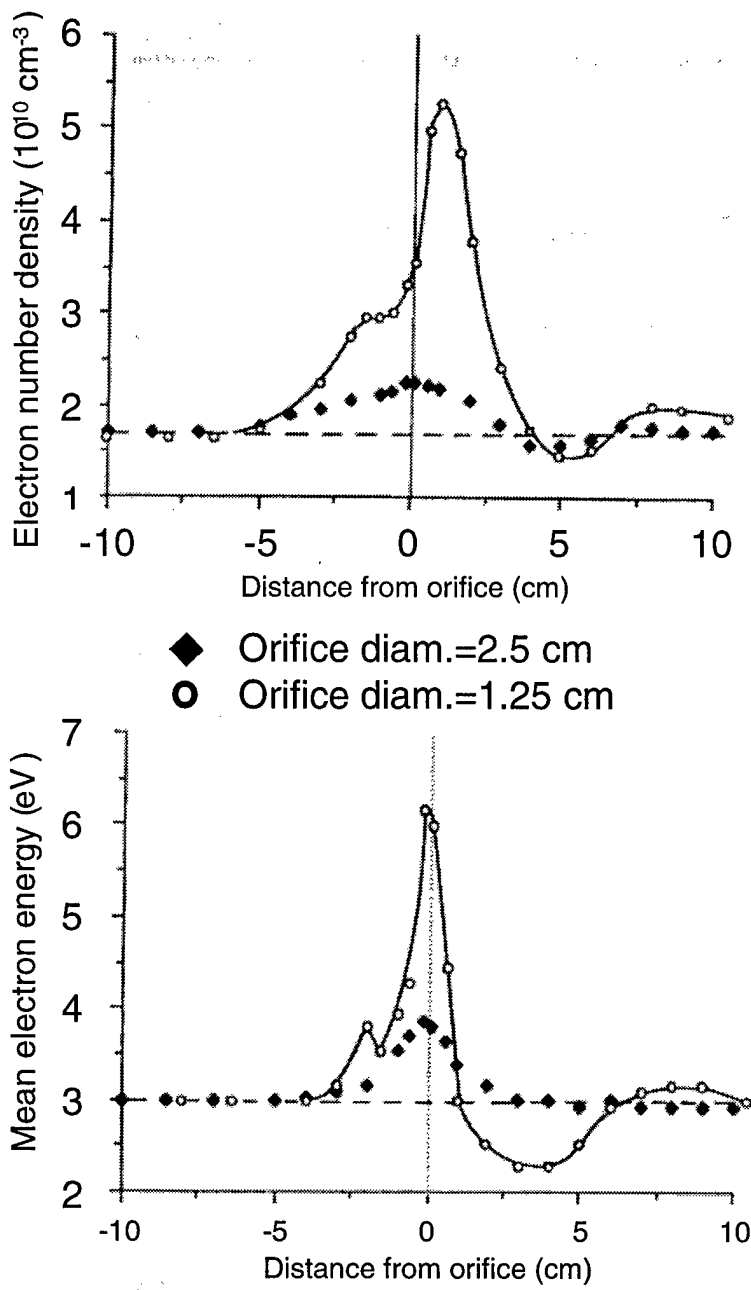 Electron number density (10¹⁰ cm⁻³)
6
5
4
3
2
1
-10 -5 0 5 10
Distance from orifice (cm)
◆ Orifice diam.=2.5 cm
o Orifice diam.=1.25 cm
Mean electron energy (eV)
7
6
5
4
3
2
-10 -5 0 5 10
Distance from orifice (cm)